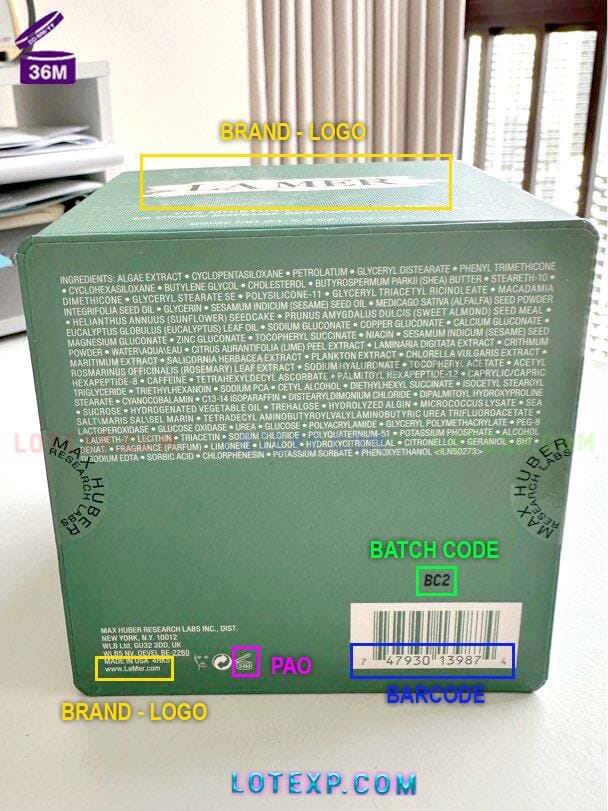 36M
BRAND - LOGO
LA MER
INGREDIENTS: ALGAE EXTRACT • CYCLOPENTASILOXANE • PETROLATUM • GLYCERYL DISTEARATE • PHENYL TRIMETHICONE
• CYCLOHEXASILOXANE • BUTYLENE GLYCOL • CHOLESTEROL • BUTYROSPERMUM PARKII (SHEA) BUTTER • STEARETH-10 •
DIMETHICONE • GLYCERYL STEARATE SE • POLYSILICONE-11 • GLYCERYL TRIACETYL RICINOLEATE • MACADAMIA
INTEGRIFOLIA SEED OIL • GLYCERIN • SESAMUM INDICUM (SESAME) SEED OIL • MEDICAGO SATIVA (ALFALFA) SEED POWDER
• HELIANTHUS ANNUUS (SUNFLOWER) SEEDCAKE • PRUNUS AMYGDALUS DULCIS (SWEET ALMOND) SEED MEAL •
EUCALYPTUS GLOBULUS (EUCALYPTUS) LEAF OIL • SODIUM GLUCONATE • COPPER GLUCONATE • CALCIUM GLUCONATE •
MAGNESIUM GLUCONATE • ZINC GLUCONATE • TOCOPHERYL SUCCINATE • NIACIN • SESAMUM INDICUM (SESAME) SEED
POWDER • WATER\AQUA\EAU • CITRUS AURANTIFOLIA (LIME) PEEL EXTRACT • LAMINARIA DIGITATA EXTRACT • CRITHMUM
MARITIMUM EXTRACT • SALICORNIA HERBACEA EXTRACT • PLANKTON EXTRACT • CHLORELLA VULGARIS EXTRACT •
ROSMARINUS OFFICINALIS (ROSEMARY) LEAF EXTRACT • SODIUM HYALURONATE • TOCOPHERYL ACETATE • ACETYL
HEXAPEPTIDE-8 • CAFFEINE • TETRAHEXYLDECYL ASCORBATE • PALMITOYL HEXAPEPTIDE-12 • CAPRYLIC/CAPRIC
TRIGLYCERIDE • TRIETHYLHEXANOIN • SODIUM PCA • CETYL ALCOHOL • DIETHYLHEXYL SUCCINATE • ISOCETYL STEAROYL
STEARATE • CYANOCOBALAMIN • C13-14 ISOPARAFFIN • DISTEARYLDIMONIUM CHLORIDE • DIPALMITOYL HYDROXYPROLINE
• SUCROSE • HYDROGENATED VEGETABLE OIL • TREHALOSE • HYDROLYZED ALGIN • MICROCOCCUS LYSATE • SEA
SALT\MARIS SAL\SEL MARIN • TETRADECYL AMINOBUTYROYLVALYLAMINOBUTYRIC UREA TRIFLUOROACETATE •
LACTOPEROXIDASE • GLUCOSE OXIDASE • UREA • GLUCOSE • POLYACRYLAMIDE • GLYCERYL POLYMETHACRYLATE • PEG-8
• LAURETH-7 • LECITHIN • TRIACETIN • SODIUM CHLORIDE • POLYQUATERNIUM-51 • POTASSIUM PHOSPHATE • ALCOHOL
DENAT. • FRAGRANCE (PARFUM) • LIMONENE • LINALOOL • HYDROXYCITRONELLAL • CITRONELLOL • GERANIOL • BHT •
DISODIUM EDTA • SORBIC ACID • CHLORPHENESIN • POTASSIUM SORBATE • PHENOXYETHANOL <ILN50273>
MAX HUBER
RESEARCH LABS
MAX HUBER
RESEARCH LABS
BATCH CODE
BC2
MAX HUBER RESEARCH LABS INC., DIST.
NEW YORK, N.Y. 10012
WLB Ltd, GU32 3DD, UK
WLBS NV, DEVEL BE-2260
MADE IN USA 4HK5
www.LaMer.com
24M
PAO
7 47930 13987 4
BARCODE
BRAND - LOGO
LOTEXP.COM